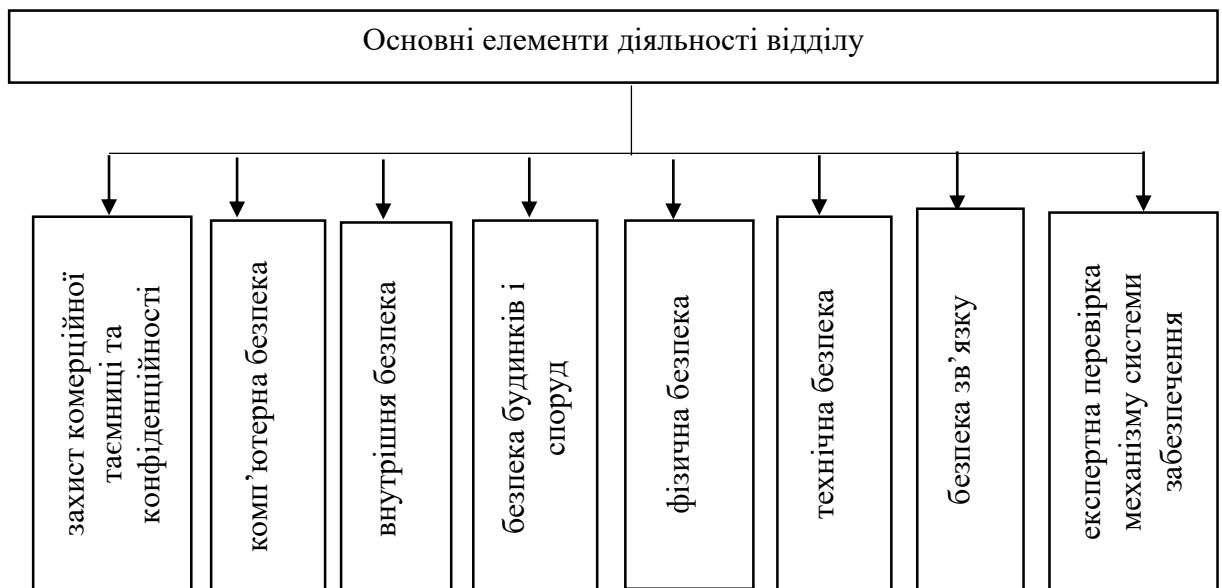 Основні елементи діяльності відділу
захист комерційної
таємниці та
конфіденційності
комп’ютерна безпека
внутрішня безпека
безпека будинків і
споруд
фізична безпека
технічна безпека
безпека зв’язку
експертна перевірка
механізму системи
забезпечення